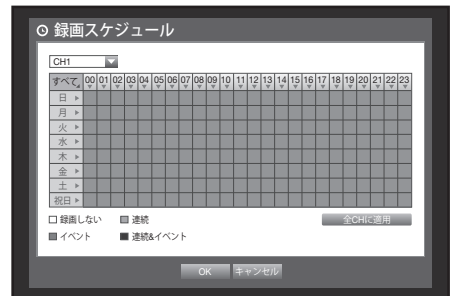 録画スケジュール
CH1
すべて 00 01 02 03 04 05 06 07 08 09 10 11 12 13 14 15 16 17 18 19 20 21 22 23
日
月
火
水
木
金
土
祝日
録画しない 連続 全CHに適用
イベント 連続&イベント
OK キャンセル